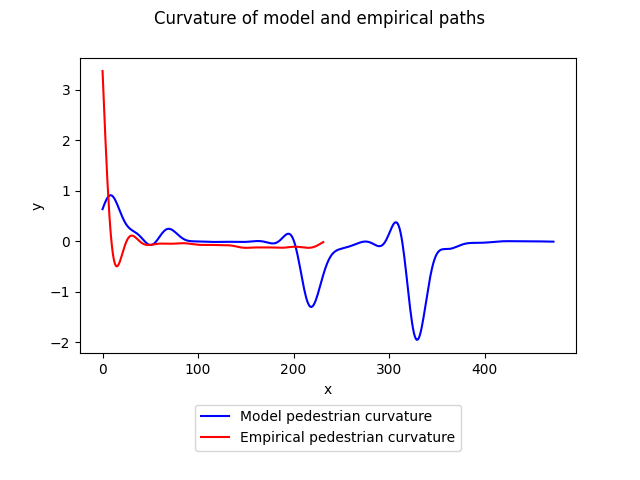 Curvature of model and empirical paths
y
3
2
1
0
−1
−2
0 100 200 300 400
x
Model pedestrian curvature
Empirical pedestrian curvature